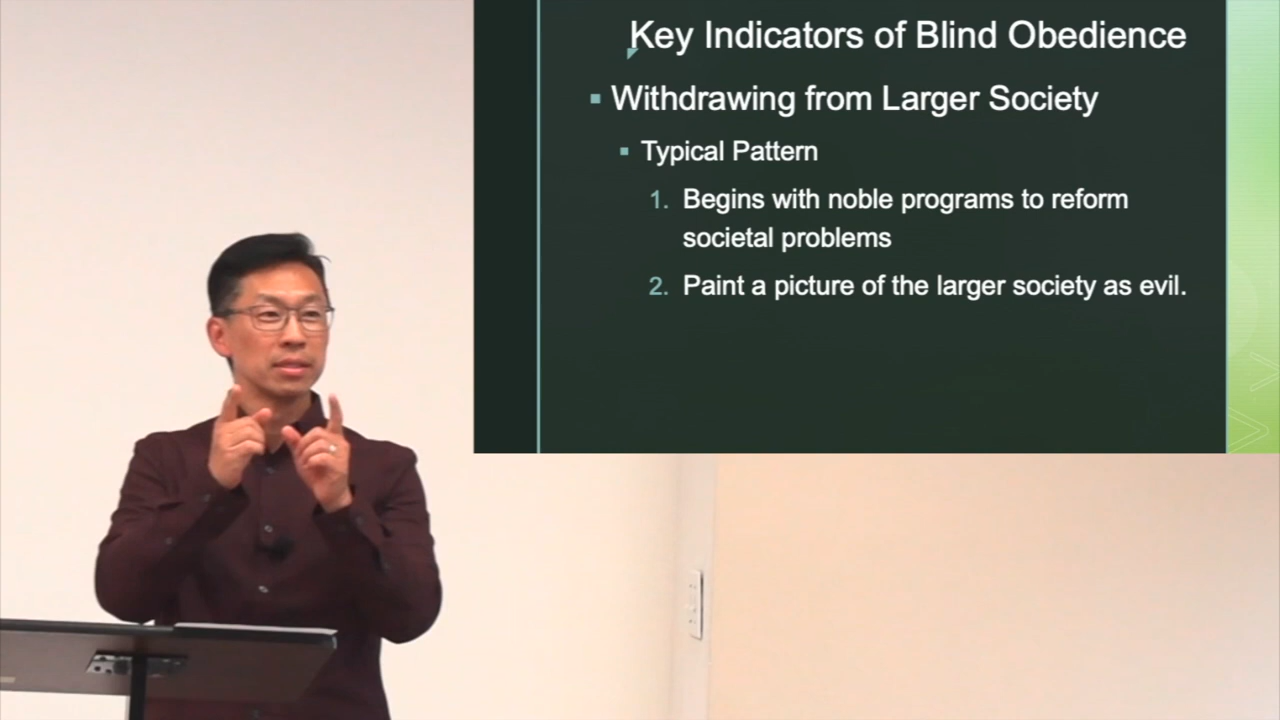 Key Indicators of Blind Obedience
▪ Withdrawing from Larger Society
▪ Typical Pattern
1. Begins with noble programs to reform
societal problems
2. Paint a picture of the larger society as evil.